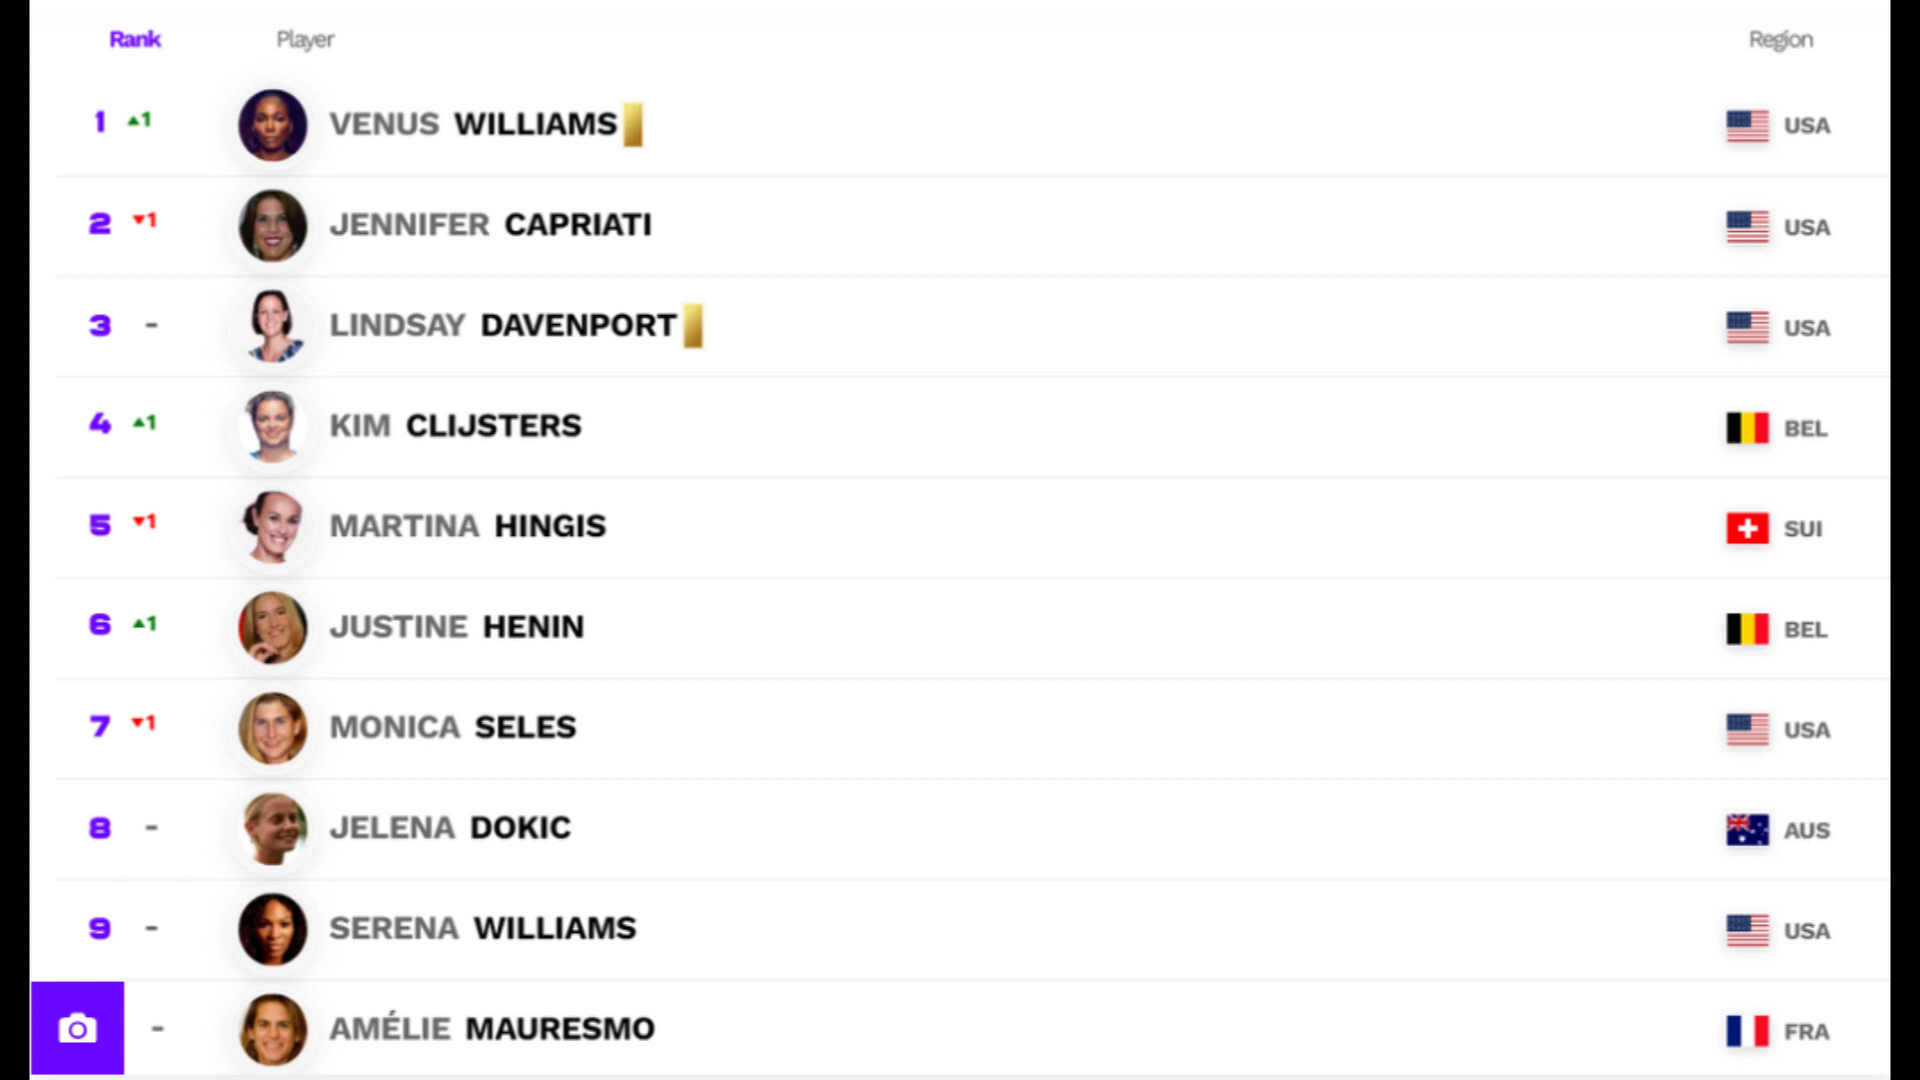 Rank Player Region
1 ▲1 VENUS WILLIAMS USA
2 ▼1 JENNIFER CAPRIATI USA
3 - LINDSAY DAVENPORT USA
4 ▲1 KIM CLIJSTERS BEL
5 ▼1 MARTINA HINGIS SUI
6 ▲1 JUSTINE HENIN BEL
7 ▼1 MONICA SELES USA
8 - JELENA DOKIC AUS
9 - SERENA WILLIAMS USA
- AMÉLIE MAURESMO FRA